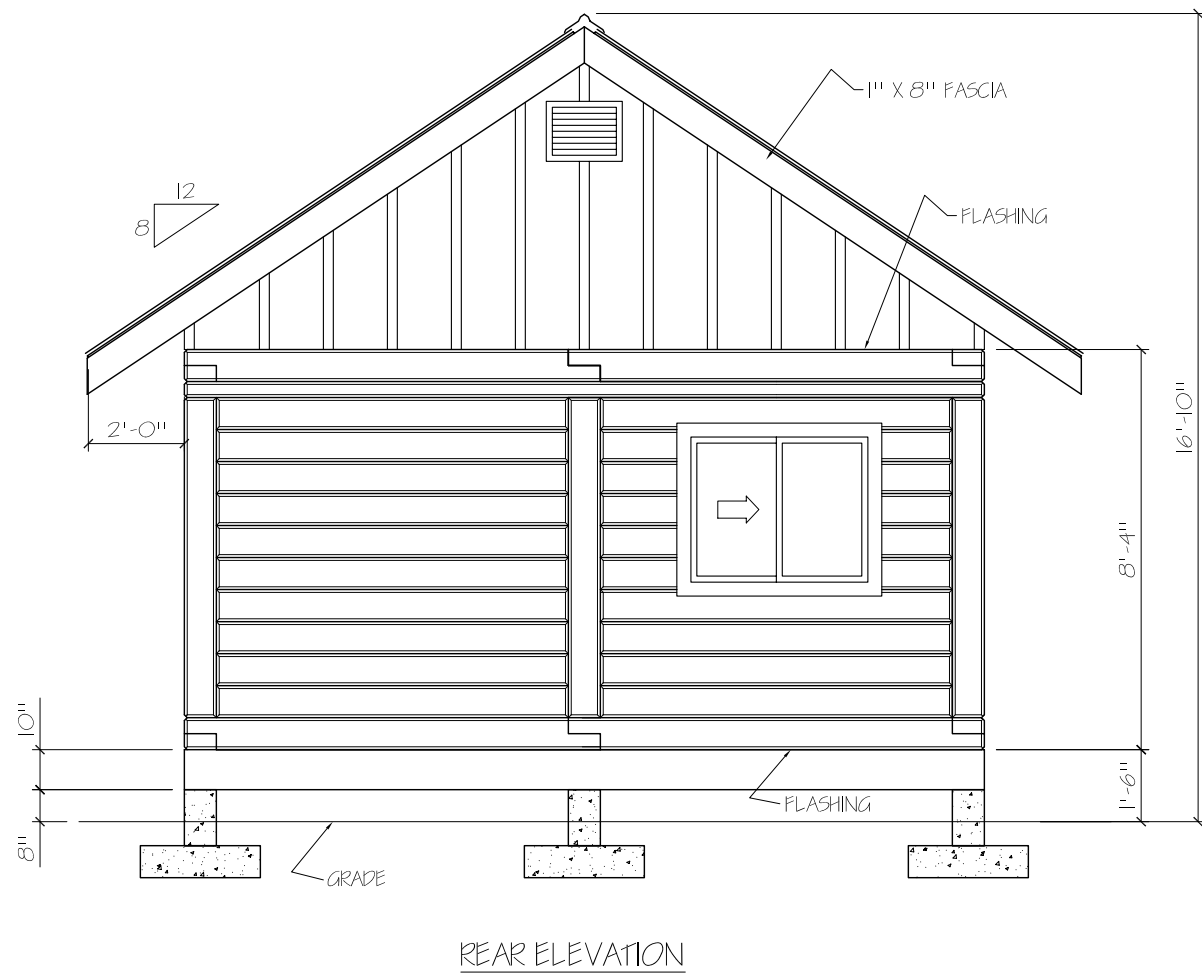 1" X 8" FASCIA
12
8
FLASHING
2'-0"
16'-10"
8'-4"
10"
1'-6"
FLASHING
8"
GRADE
REAR ELEVATION